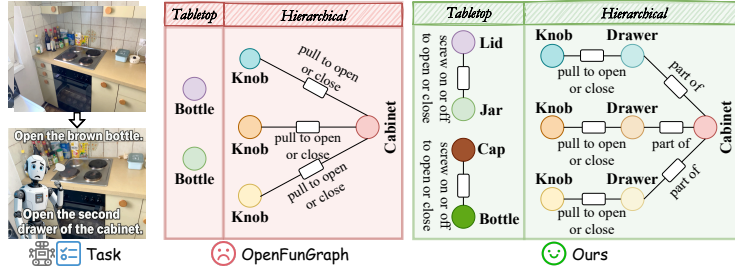 Open the brown bottle.
Open the second
drawer of the cabinet.
Task
Tabletop
Hierarchical
Bottle
Bottle
Knob
pull to open
or close
Knob
pull to open
or close
Knob
pull to open
or close
Cabinet
OpenFunGraph
Tabletop
Hierarchical
Lid
screw on or off
to open or close
Jar
Cap
screw on or off
to open or close
Bottle
Knob
Drawer
pull to open
or close
part of
Knob
Drawer
pull to open
or close
part of
Knob
Drawer
pull to open
or close
part of
Cabinet
Ours